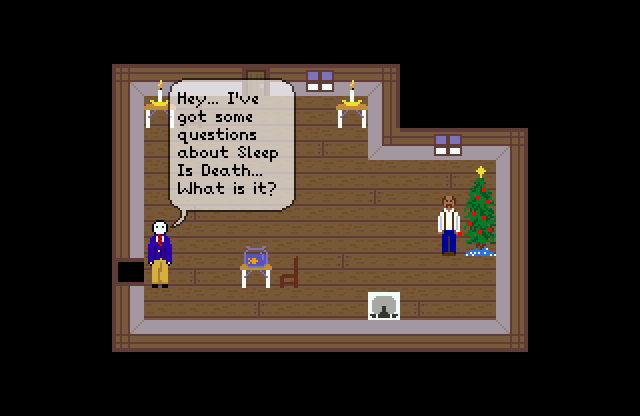 Hey... I've
got some
questions
about Sleep
Is Death...
What is it?